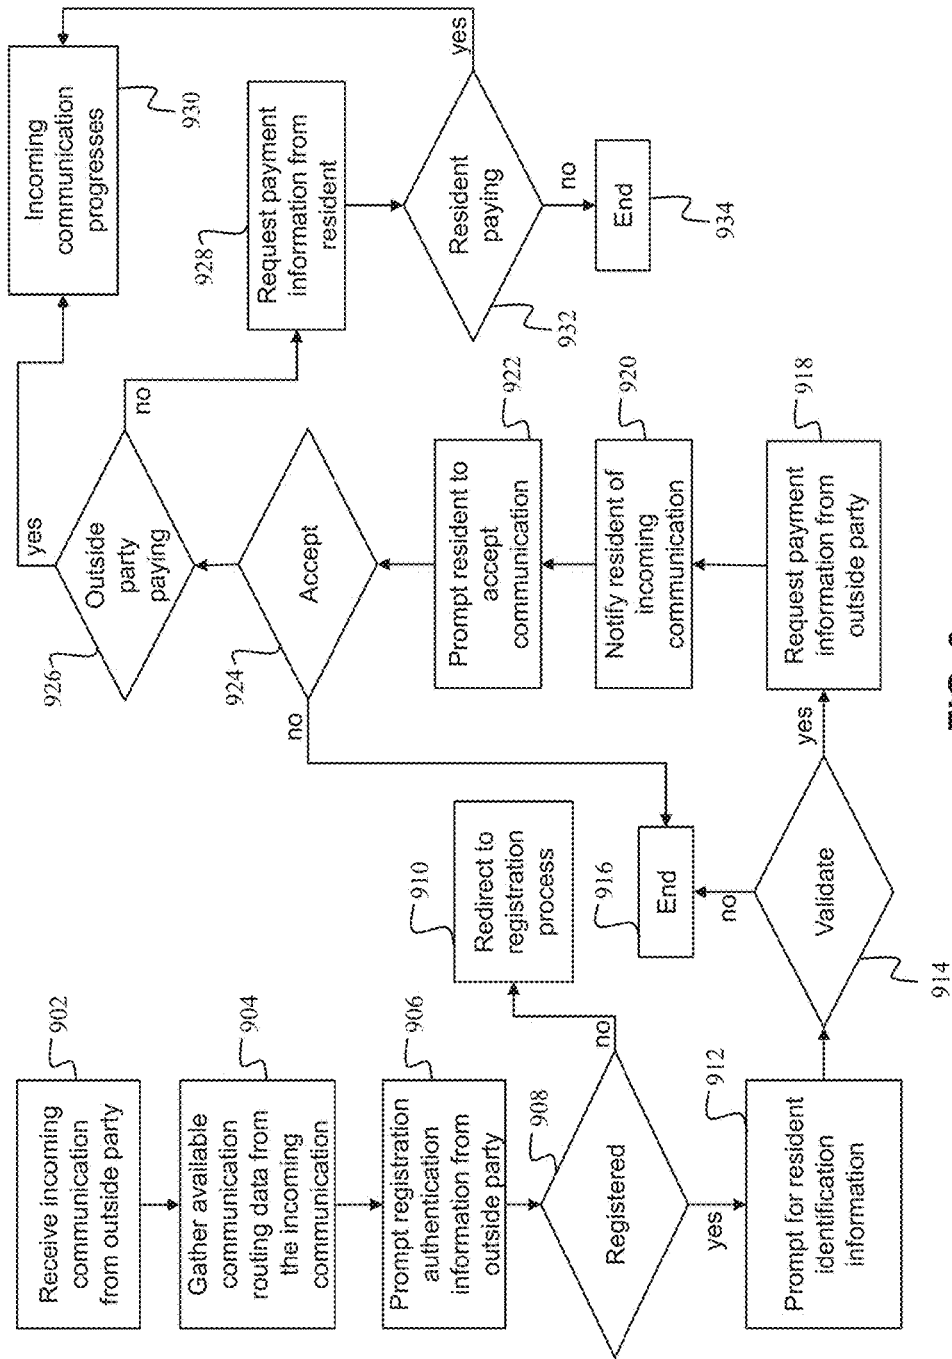 Receive incoming
communication
from outside party
902
Gather available
communication
routing data from
the incoming
communication
904
Prompt registration
authentication
information from
outside party
906
Registered
908
no
yes
Redirect to
registration
process
910
Prompt for resident
identification
information
912
Validate
914
no
yes
End
916
Request payment
information from
outside party
918
Notify resident of
incoming
communication
920
Prompt resident to
accept
communication
922
Accept
924
no
Outside
party
paying
926
yes
no
Request payment
information from
resident
928
Incoming
communication
progresses
930
Resident
paying
932
yes
no
End
934